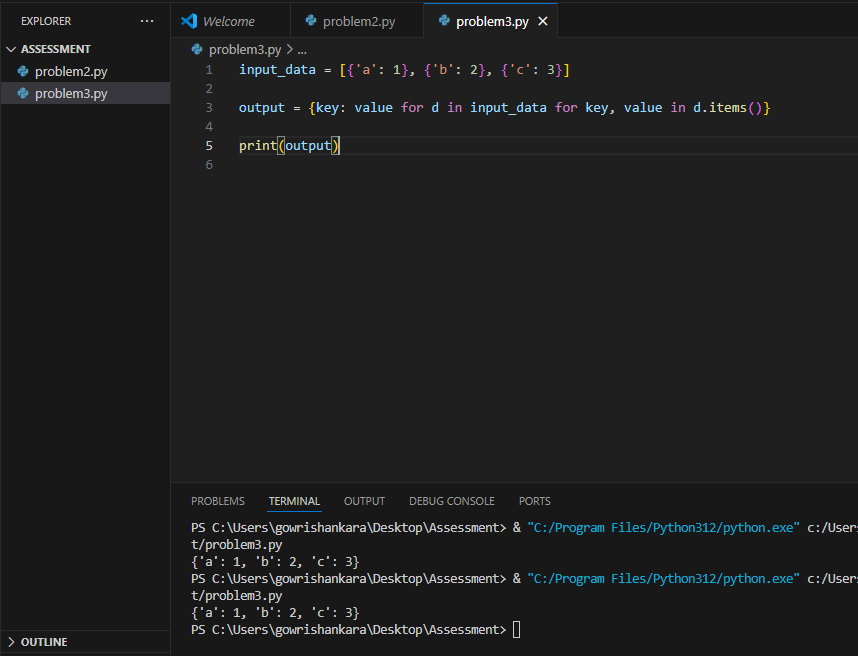 EXPLORER
···
ASSESSMENT
problem2.py
problem3.py
OUTLINE
Welcome
problem2.py
problem3.py
problem3.py > ...
1 input_data = [{'a': 1}, {'b': 2}, {'c': 3}]
2
3 output = {key: value for d in input_data for key, value in d.items()}
4
5 print(output)
6
PROBLEMS TERMINAL OUTPUT DEBUG CONSOLE PORTS
PS C:\Users\gowrishankara\Desktop\Assessment> & "C:/Program Files/Python312/python.exe" c:/User
t/problem3.py
{'a': 1, 'b': 2, 'c': 3}
PS C:\Users\gowrishankara\Desktop\Assessment> & "C:/Program Files/Python312/python.exe" c:/User
t/problem3.py
{'a': 1, 'b': 2, 'c': 3}
PS C:\Users\gowrishankara\Desktop\Assessment>